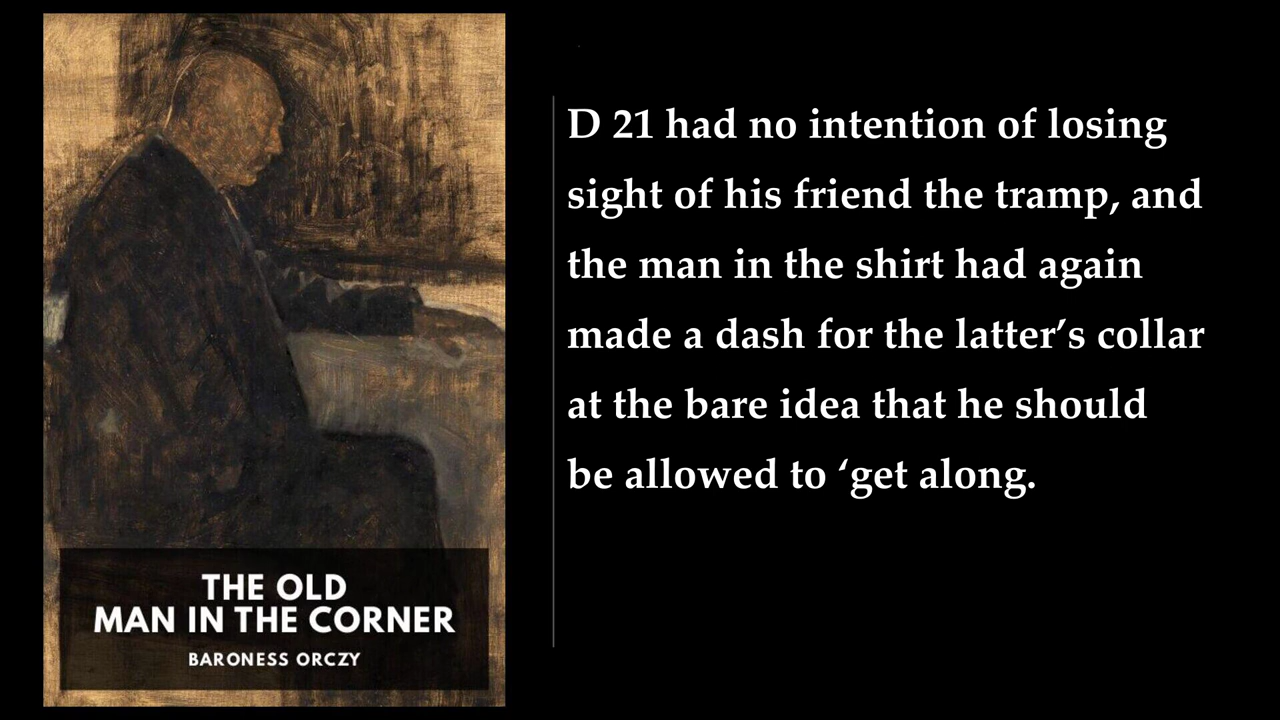 THE OLD
MAN IN THE CORNER
BARONESS ORCZY
D 21 had no intention of losing
sight of his friend the tramp, and
the man in the shirt had again
made a dash for the latter’s collar
at the bare idea that he should
be allowed to ‘get along.